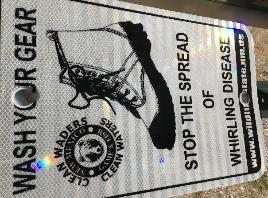 WASH YOUR GEAR
CLEAN WADERS
CLEAN WATERS
STOP THE SPREAD
OF
WHIRLING DISEASE